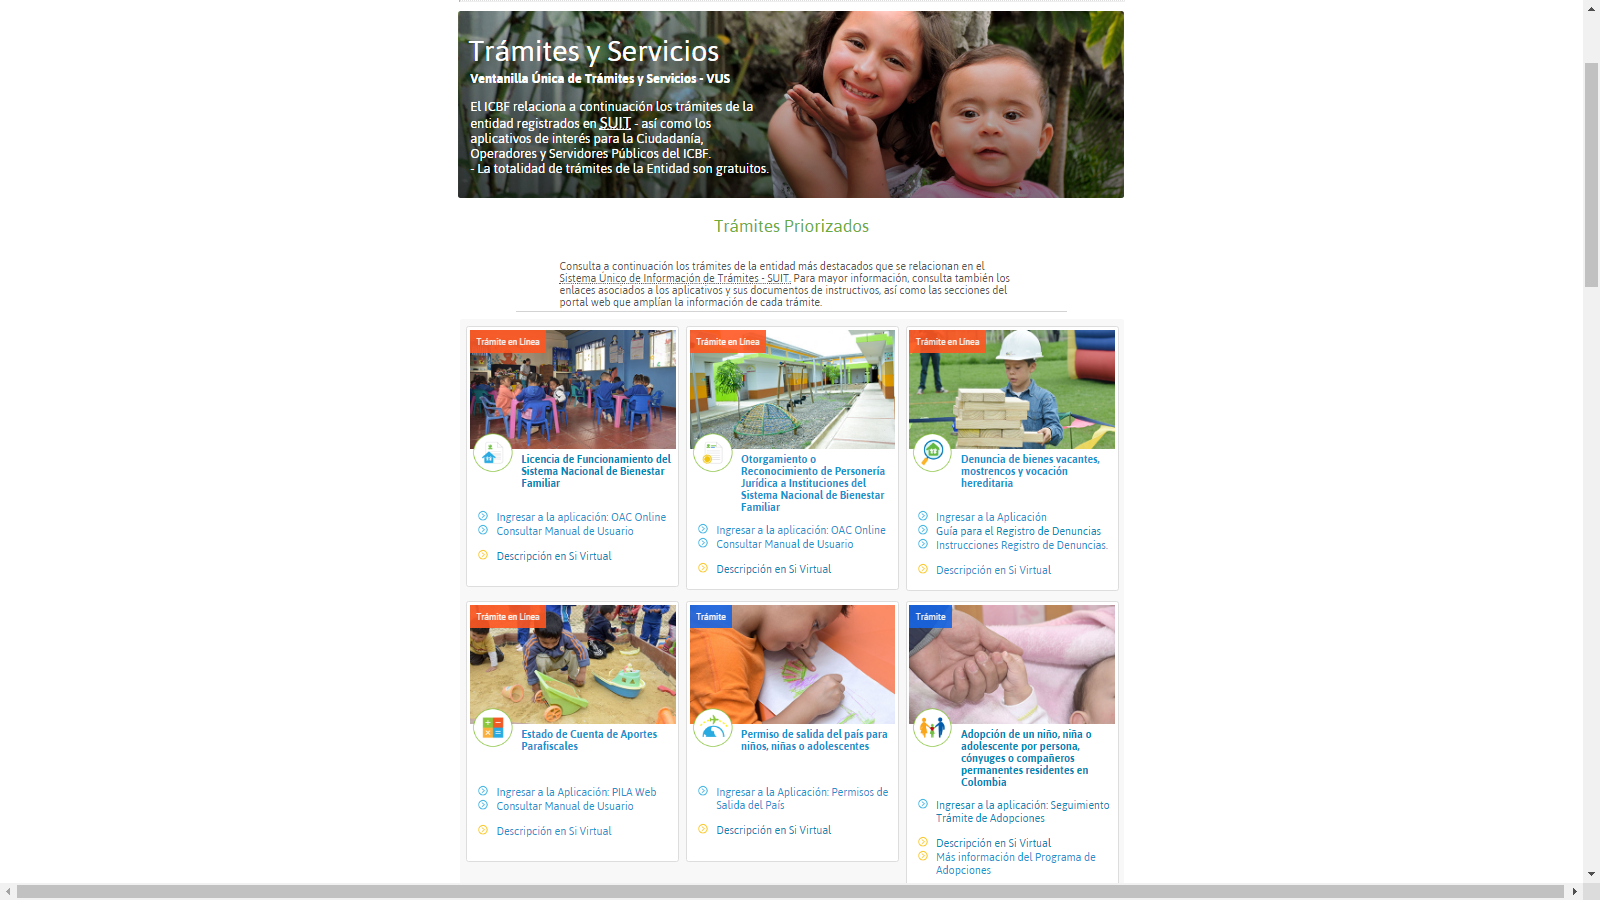 Trámites y Servicios
Ventanilla Única de Trámites y Servicios - VUS
El ICBF relaciona a continuación los trámites de la
entidad registrados en SUIT - así como los
aplicativos de interés para la Ciudadanía,
Operadores y Servidores Públicos del ICBF.
- La totalidad de trámites de la Entidad son gratuitos.
Trámites Priorizados
Consulta a continuación los trámites de la entidad más destacados que se relacionan en el
Sistema Único de Información de Trámites - SUIT. Para mayor información, consulta también los
enlaces asociados a los aplicativos y sus documentos de instructivos, así como las secciones del
portal web que amplían la información de cada trámite.
Trámite en Línea
Licencia de Funcionamiento del
Sistema Nacional de Bienestar
Familiar
Ingresar a la aplicación: OAC Online
Consultar Manual de Usuario
Descripción en Si Virtual
Trámite en Línea
Otorgamiento o
Reconocimiento de Personería
Jurídica a Instituciones del
Sistema Nacional de Bienestar
Familiar
Ingresar a la aplicación: OAC Online
Consultar Manual de Usuario
Descripción en Si Virtual
Trámite en Línea
Denuncia de bienes vacantes,
mostrencos y vocación
hereditaria
Ingresar a la Aplicación
Guía para el Registro de Denuncias
Instrucciones Registro de Denuncias.
Descripción en Si Virtual
Trámite en Línea
Estado de Cuenta de Aportes
Parafiscales
Ingresar a la Aplicación: PILA Web
Consultar Manual de Usuario
Descripción en Si Virtual
Trámite
Permiso de salida del país para
niños, niñas o adolescentes
Ingresar a la Aplicación: Permisos de
Salida del País
Descripción en Si Virtual
Trámite
Adopción de un niño, niña o
adolescente por persona,
cónyuges o compañeros
permanentes residentes en
Colombia
Ingresar a la aplicación: Seguimiento
Trámite de Adopciones
Descripción en Si Virtual
Más información del Programa de
Adopciones